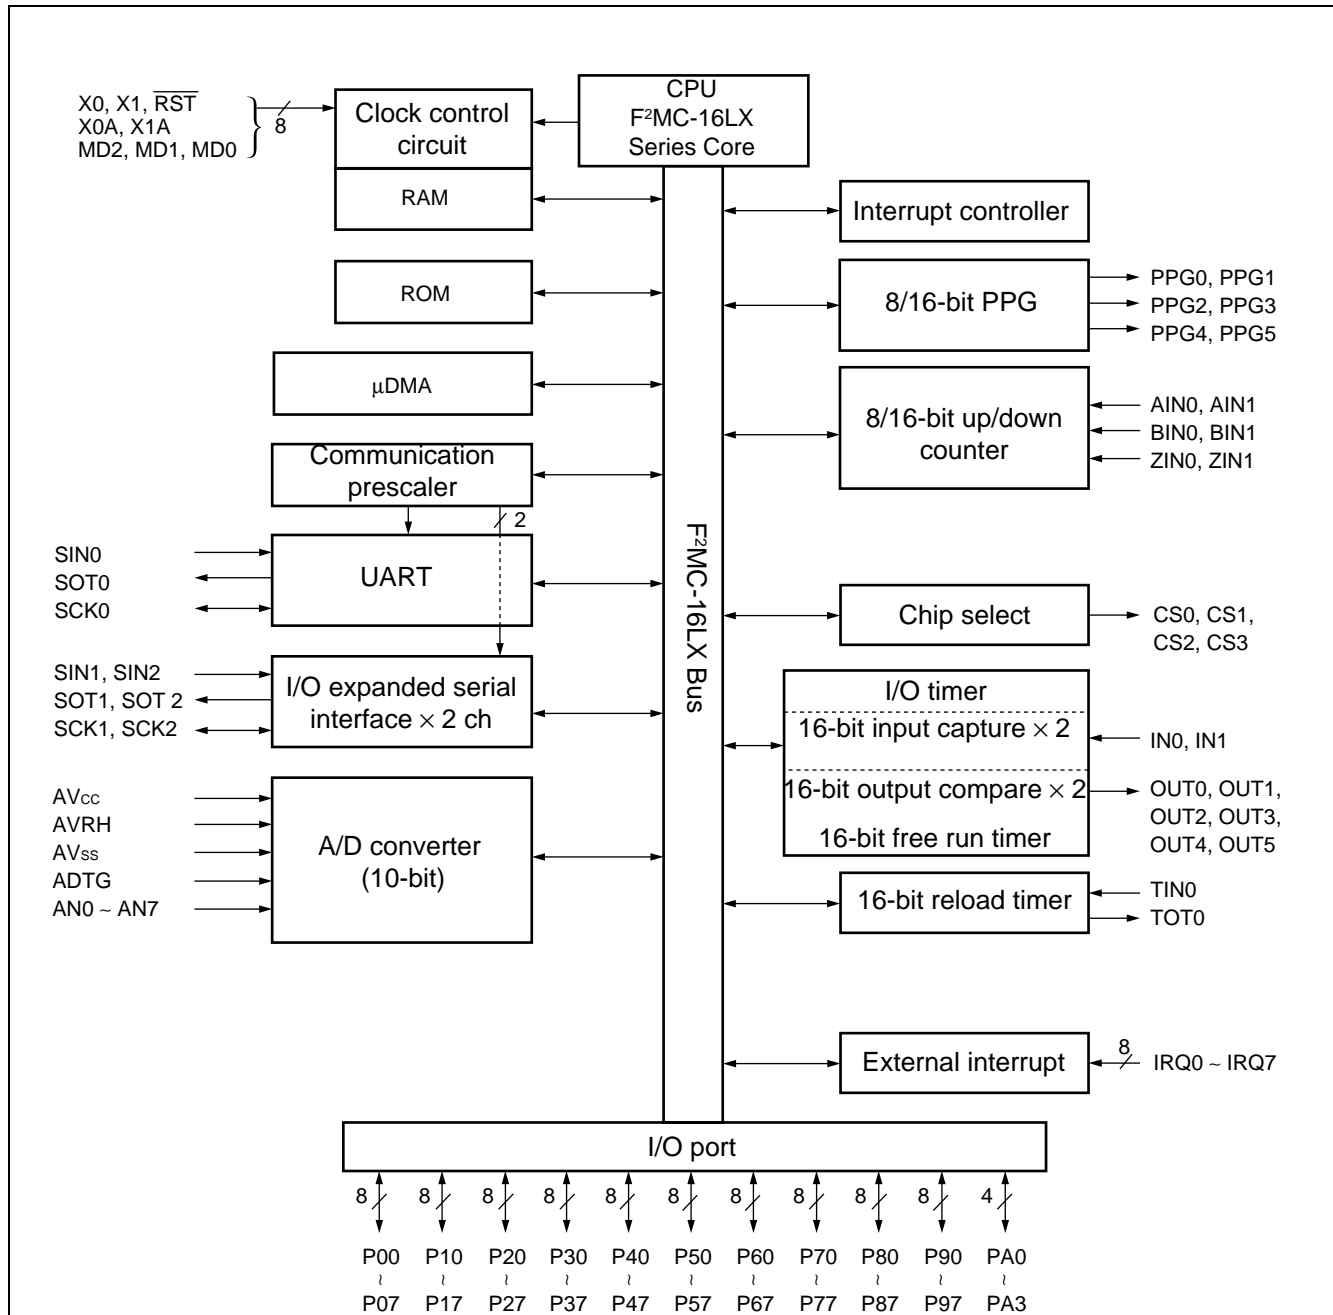 CPU
F²MC-16LX
Series Core
X0, X1, RST
X0A, X1A
MD2, MD1, MD0
8
Clock control
circuit
RAM
ROM
µDMA
Communication
prescaler
2
SIN0
SOT0
SCK0
UART
SIN1, SIN2
SOT1, SOT 2
SCK1, SCK2
I/O expanded serial
interface × 2 ch
AVCC
AVRH
AVSS
ADTG
AN0 ~ AN7
A/D converter
(10-bit)
F²MC-16LX Bus
Interrupt controller
8/16-bit PPG
PPG0, PPG1
PPG2, PPG3
PPG4, PPG5
8/16-bit up/down
counter
AIN0, AIN1
BIN0, BIN1
ZIN0, ZIN1
Chip select
CS0, CS1,
CS2, CS3
I/O timer
16-bit input capture × 2
16-bit output compare × 2
16-bit free run timer
IN0, IN1
OUT0, OUT1,
OUT2, OUT3,
OUT4, OUT5
16-bit reload timer
TIN0
TOT0
External interrupt
8
IRQ0 ~ IRQ7
I/O port
8 8 8 8 8 8 8 8 8 8 4
P00 P10 P20 P30 P40 P50 P60 P70 P80 P90 PA0
~ ~ ~ ~ ~ ~ ~ ~ ~ ~ ~
P07 P17 P27 P37 P47 P57 P67 P77 P87 P97 PA3